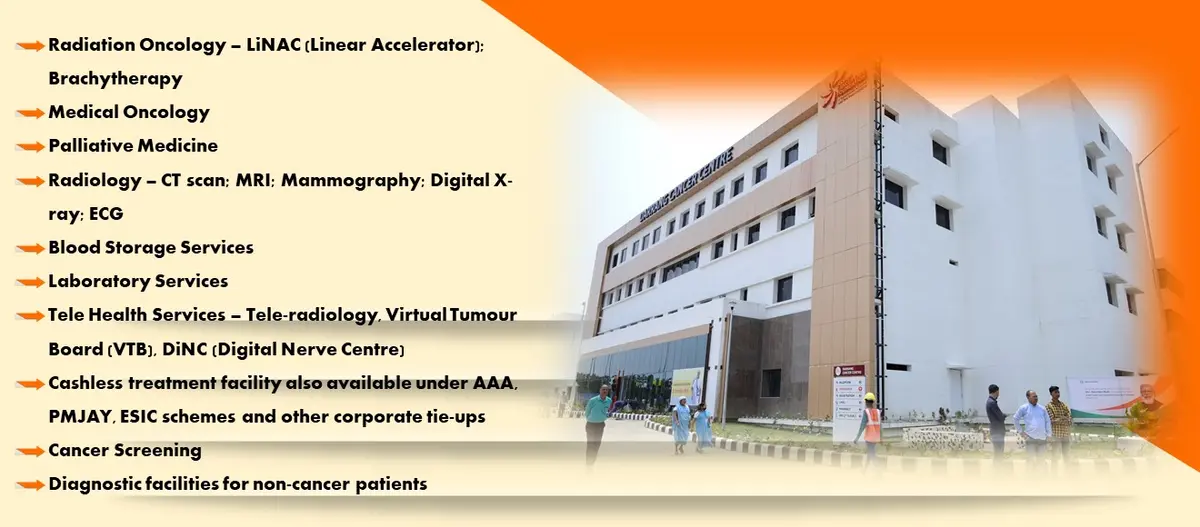 Radiation Oncology – LiNAC (Linear Accelerator);
Brachytherapy
Medical Oncology
Palliative Medicine
Radiology – CT scan; MRI; Mammography; Digital X-
ray; ECG
Blood Storage Services
Laboratory Services
Tele Health Services – Tele-radiology, Virtual Tumour
Board (VTB), DiNC (Digital Nerve Centre)
Cashless treatment facility also available under AAA,
PMJAY, ESIC schemes and other corporate tie-ups
Cancer Screening
Diagnostic facilities for non-cancer patients
DARRANG CANCER CENTRE